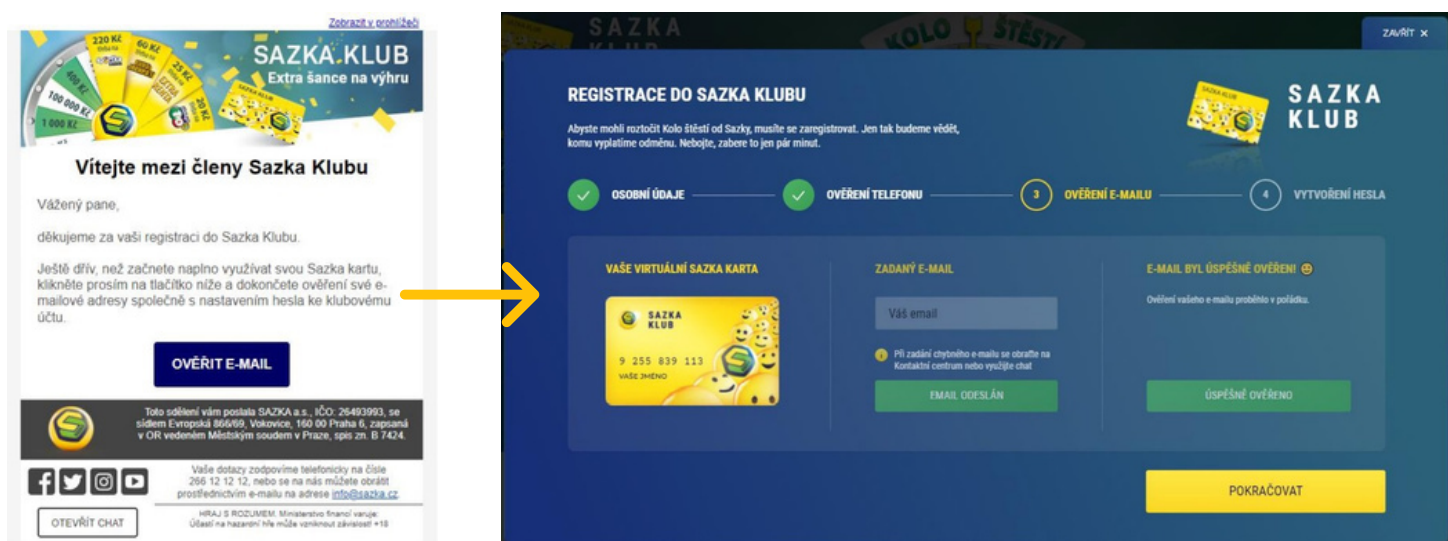 Zobrazit v prohlížeči
220 Kč
60 Kč
25 Kč
20 Kč
400 Kč
100 000 Kč
1 000 Kč
SAZKA KLUB
Extra šance na výhru
Vítejte mezi členy Sazka Klubu
Vážený pane,
děkujeme za vaši registraci do Sazka Klubu.
Ještě dřív, než začnete naplno využívat svou Sazka kartu,
klikněte prosím na tlačítko níže a dokončete ověření své e-
mailové adresy společně s nastavením hesla ke klubovému
účtu.
OVĚŘIT E-MAIL
Toto sdělení vám poslala SAZKA a.s., IČO: 26493993, se
sídlem Evropská 866/69, Vokovice, 160 00 Praha 6, zapsaná
v OR vedeném Městským soudem v Praze, spis zn. B 7424.
Vaše dotazy zodpovíme telefonicky na čísle
266 12 12 12, nebo se na nás můžete obrátit
prostřednictvím e-mailu na adrese info@sazka.cz.
OTEVŘÍT CHAT
HRAJ S ROZUMEM. Ministerstvo financí varuje:
Účastí na hazardní hře může vzniknout závislost! +18
SAZKA
KLUB
KOLO ŠTĚSTÍ
ZAVŘÍT ×
REGISTRACE DO SAZKA KLUBU
Abyste mohli roztočit Kolo štěstí od Sazky, musíte se zaregistrovat. Jen tak budeme vědět,
komu vyplatíme odměnu. Nebojte, zabere to jen pár minut.
SAZKA
KLUB
OSOBNÍ ÚDAJE
OVĚŘENÍ TELEFONU
3 OVĚŘENÍ E-MAILU
4 VYTVOŘENÍ HESLA
VAŠE VIRTUÁLNÍ SAZKA KARTA
SAZKA
KLUB
9 255 839 113
VAŠE JMÉNO
ZADANÝ E-MAIL
Váš email
Při zadání chybného e-mailu se obraťte na
Kontaktní centrum nebo využijte chat
EMAIL ODESLÁN
E-MAIL BYL ÚSPĚŠNĚ OVĚŘEN!
Ověření vašeho e-mailu proběhlo v pořádku.
ÚSPĚŠNĚ OVĚŘENO
POKRAČOVAT